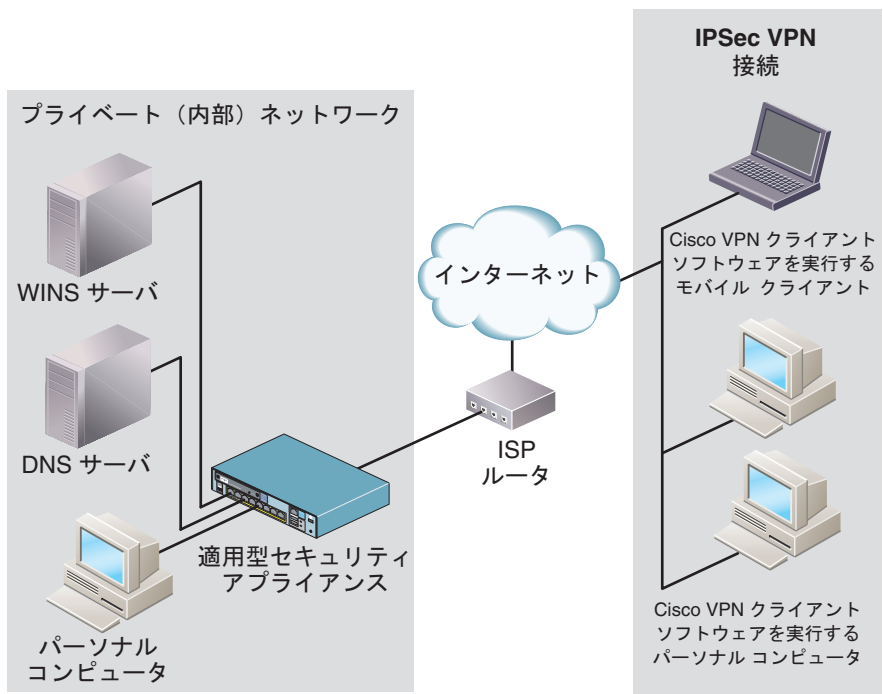 プライベート（内部）ネットワーク
WINS サーバ
DNS サーバ
パーソナル
コンピュータ
適用型セキュリティ
アプライアンス
インターネット
ISP
ルータ
IPSec VPN
接続
Cisco VPN クライアント
ソフトウェアを実行する
モバイル クライアント
Cisco VPN クライアント
ソフトウェアを実行する
パーソナル コンピュータ